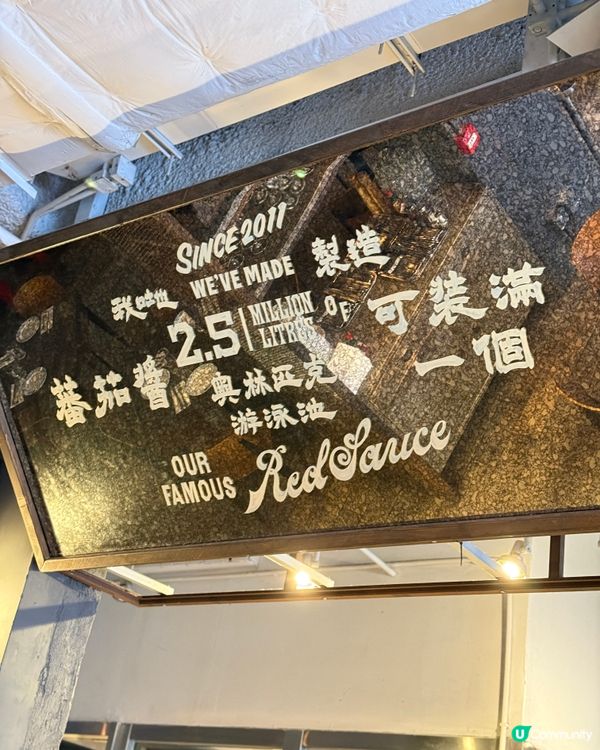 SINCE 2011
WE'VE MADE 製造
我哋 2.5 MILLION LITRES OF 可裝滿
蕃茄醬 奧林匹克 一個
游泳池
OUR FAMOUS Red Sauce
U Community